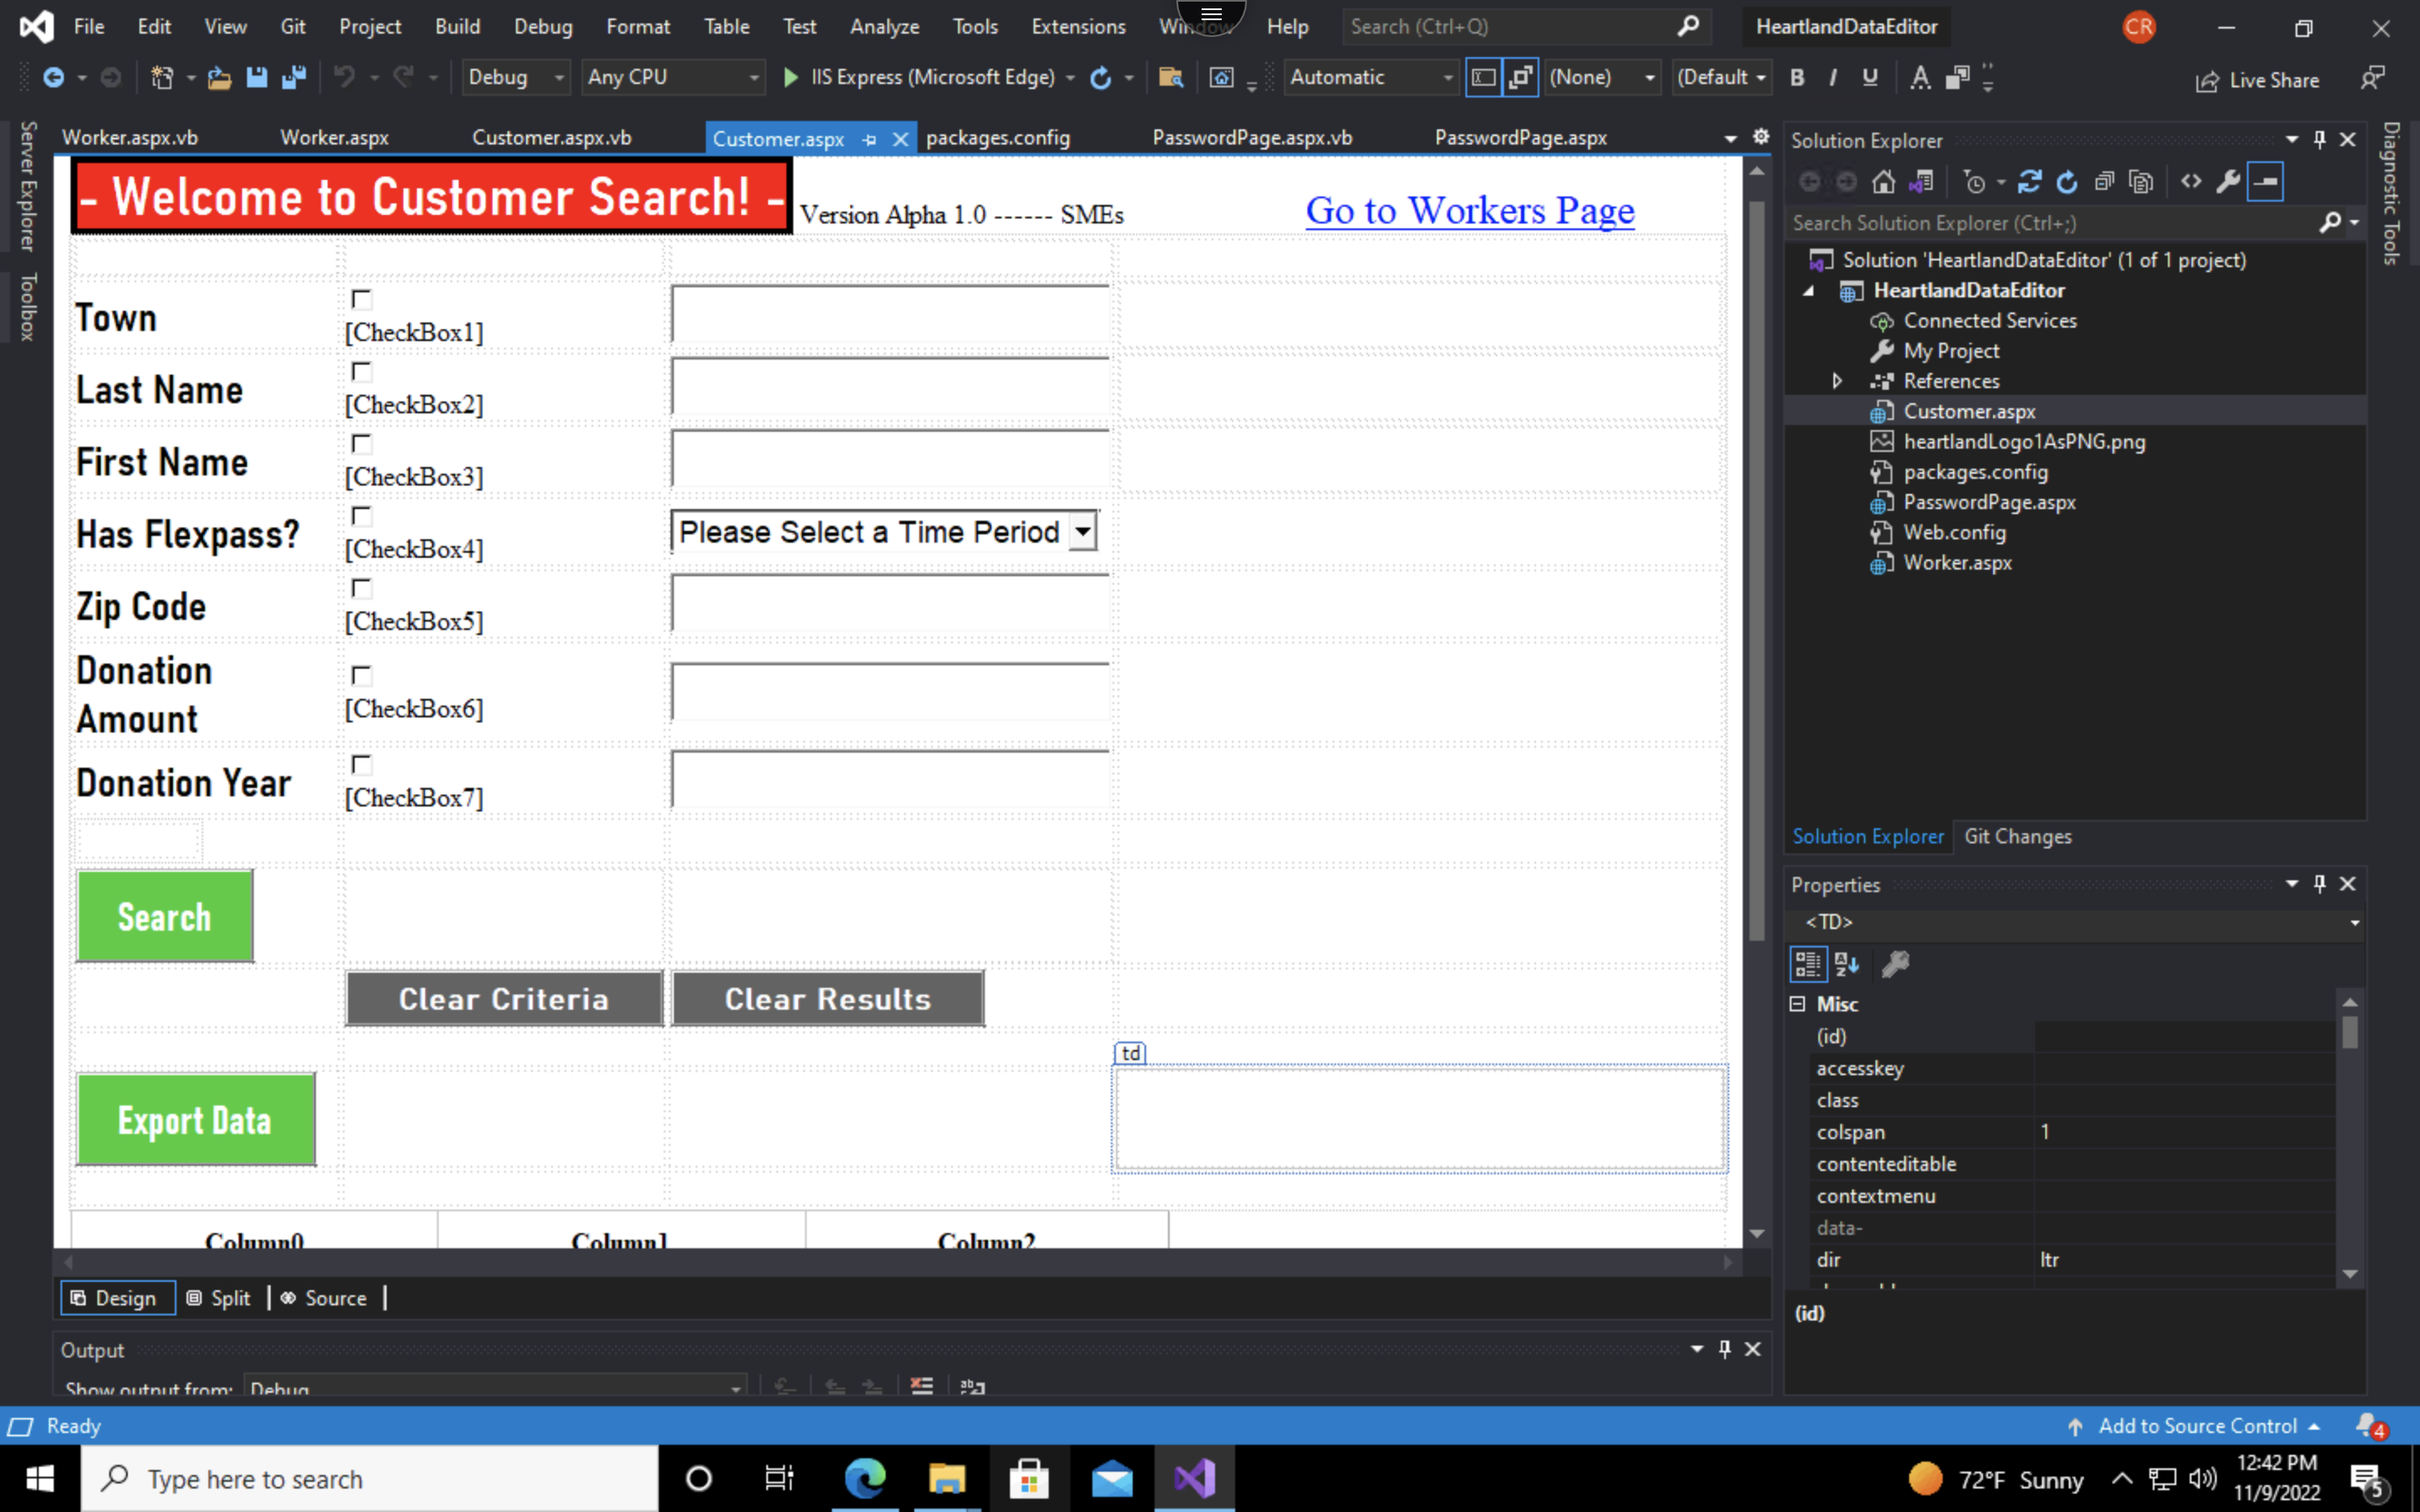 File Edit View Git Project Build Debug Format Table Test Analyze Tools Extensions Window Help Search (Ctrl+Q) HeartlandDataEditor CR
Debug Any CPU IIS Express (Microsoft Edge) Automatic (None) (Default B I U A Live Share
Server Explorer
Toolbox
Worker.aspx.vb Worker.aspx Customer.aspx.vb Customer.aspx packages.config PasswordPage.aspx.vb PasswordPage.aspx
- Welcome to Customer Search! - Version Alpha 1.0 ------ SMEs Go to Workers Page
Town [CheckBox1]
Last Name [CheckBox2]
First Name [CheckBox3]
Has Flexpass? [CheckBox4] Please Select a Time Period
Zip Code [CheckBox5]
Donation
Amount [CheckBox6]
Donation Year [CheckBox7]
Search
Clear Criteria Clear Results
td
Export Data
Column0 Column1 Column2
Design Split Source
Output
Show output from: Debug
Solution Explorer
Search Solution Explorer (Ctrl+;)
Solution 'HeartlandDataEditor' (1 of 1 project)
HeartlandDataEditor
Connected Services
My Project
References
Customer.aspx
heartlandLogo1AsPNG.png
packages.config
PasswordPage.aspx
Web.config
Worker.aspx
Solution Explorer Git Changes
Properties
<TD>
Misc
(id)
accesskey
class
colspan 1
contenteditable
contextmenu
data-
dir ltr
(id)
Diagnostic Tools
Ready Add to Source Control 4
Type here to search 72°F Sunny 12:42 PM
11/9/2022 5